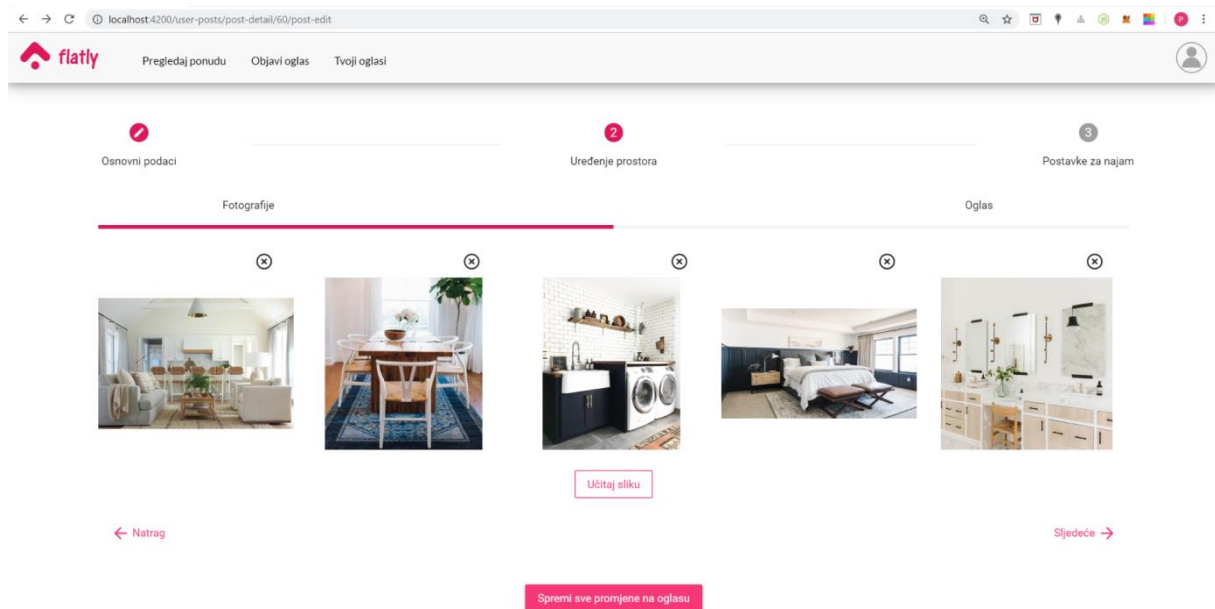 localhost:4200/user-posts/post-detail/60/post-edit
P
flatly
Pregledaj ponudu Objavi oglas Tvoji oglasi
2 3
Osnovni podaci Uređenje prostora Postavke za najam
Fotografije Oglas
Učitaj sliku
← Natrag Sljedeće →
Spremi sve promjene na oglasu